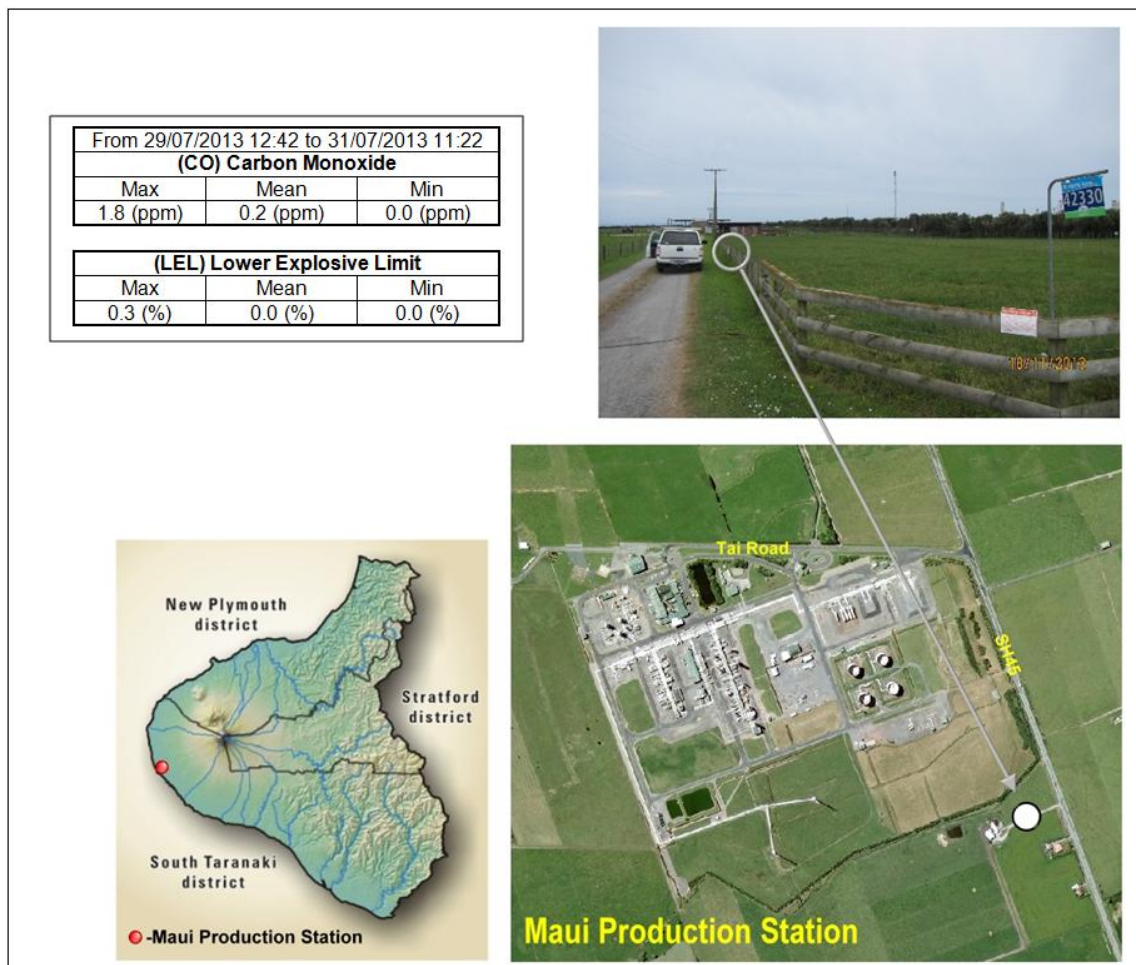 From 29/07/2013 12:42 to 31/07/2013 11:22
(CO) Carbon Monoxide
Max Mean Min
1.8 (ppm) 0.2 (ppm) 0.0 (ppm)
(LEL) Lower Explosive Limit
Max Mean Min
0.3 (%) 0.0 (%) 0.0 (%)
42330
18/11/2013
Tai Road
SH45
Maui Production Station
New Plymouth
district
Stratford
district
South Taranaki
district
-Maui Production Station